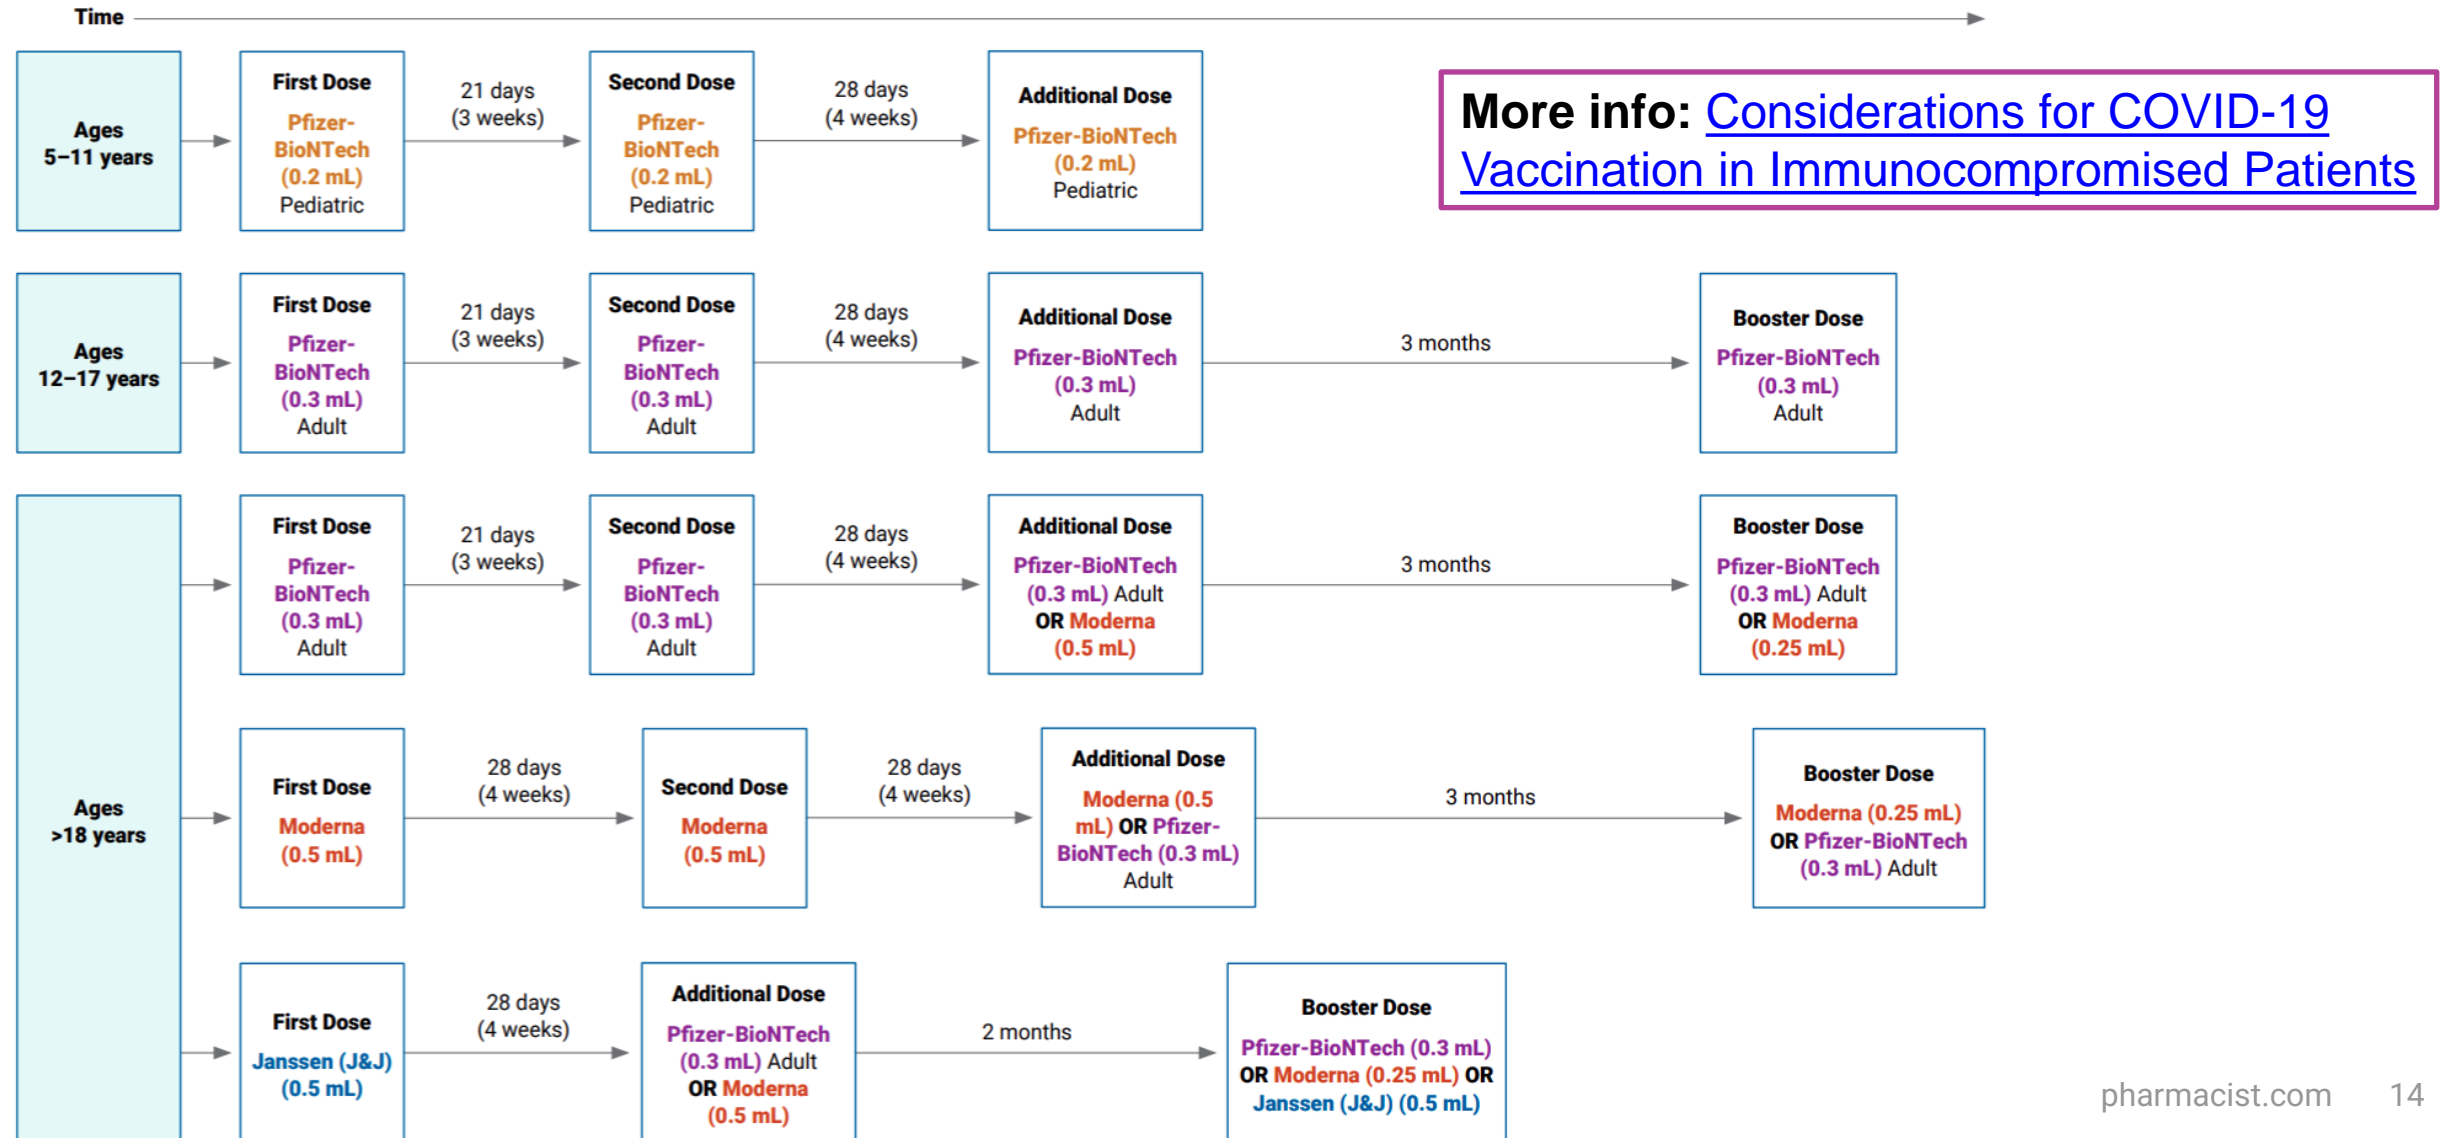 Time
More info: Considerations for COVID-19
Vaccination in Immunocompromised Patients
Ages
5–11 years
First Dose
Pfizer-
BioNTech
(0.2 mL)
Pediatric
21 days
(3 weeks)
Second Dose
Pfizer-
BioNTech
(0.2 mL)
Pediatric
28 days
(4 weeks)
Additional Dose
Pfizer-BioNTech
(0.2 mL)
Pediatric
Ages
12–17 years
First Dose
Pfizer-
BioNTech
(0.3 mL)
Adult
21 days
(3 weeks)
Second Dose
Pfizer-
BioNTech
(0.3 mL)
Adult
28 days
(4 weeks)
Additional Dose
Pfizer-BioNTech
(0.3 mL)
Adult
3 months
Booster Dose
Pfizer-BioNTech
(0.3 mL)
Adult
Ages
>18 years
First Dose
Pfizer-
BioNTech
(0.3 mL)
Adult
21 days
(3 weeks)
Second Dose
Pfizer-
BioNTech
(0.3 mL)
Adult
28 days
(4 weeks)
Additional Dose
Pfizer-BioNTech
(0.3 mL) Adult
OR Moderna
(0.5 mL)
3 months
Booster Dose
Pfizer-BioNTech
(0.3 mL) Adult
OR Moderna
(0.25 mL)
First Dose
Moderna
(0.5 mL)
28 days
(4 weeks)
Second Dose
Moderna
(0.5 mL)
28 days
(4 weeks)
Additional Dose
Moderna (0.5
mL) OR Pfizer-
BioNTech (0.3 mL)
Adult
3 months
Booster Dose
Moderna (0.25 mL)
OR Pfizer-BioNTech
(0.3 mL) Adult
First Dose
Janssen (J&J)
(0.5 mL)
28 days
(4 weeks)
Additional Dose
Pfizer-BioNTech
(0.3 mL) Adult
OR Moderna
(0.5 mL)
2 months
Booster Dose
Pfizer-BioNTech (0.3 mL)
OR Moderna (0.25 mL) OR
Janssen (J&J) (0.5 mL)
pharmacist.com 14